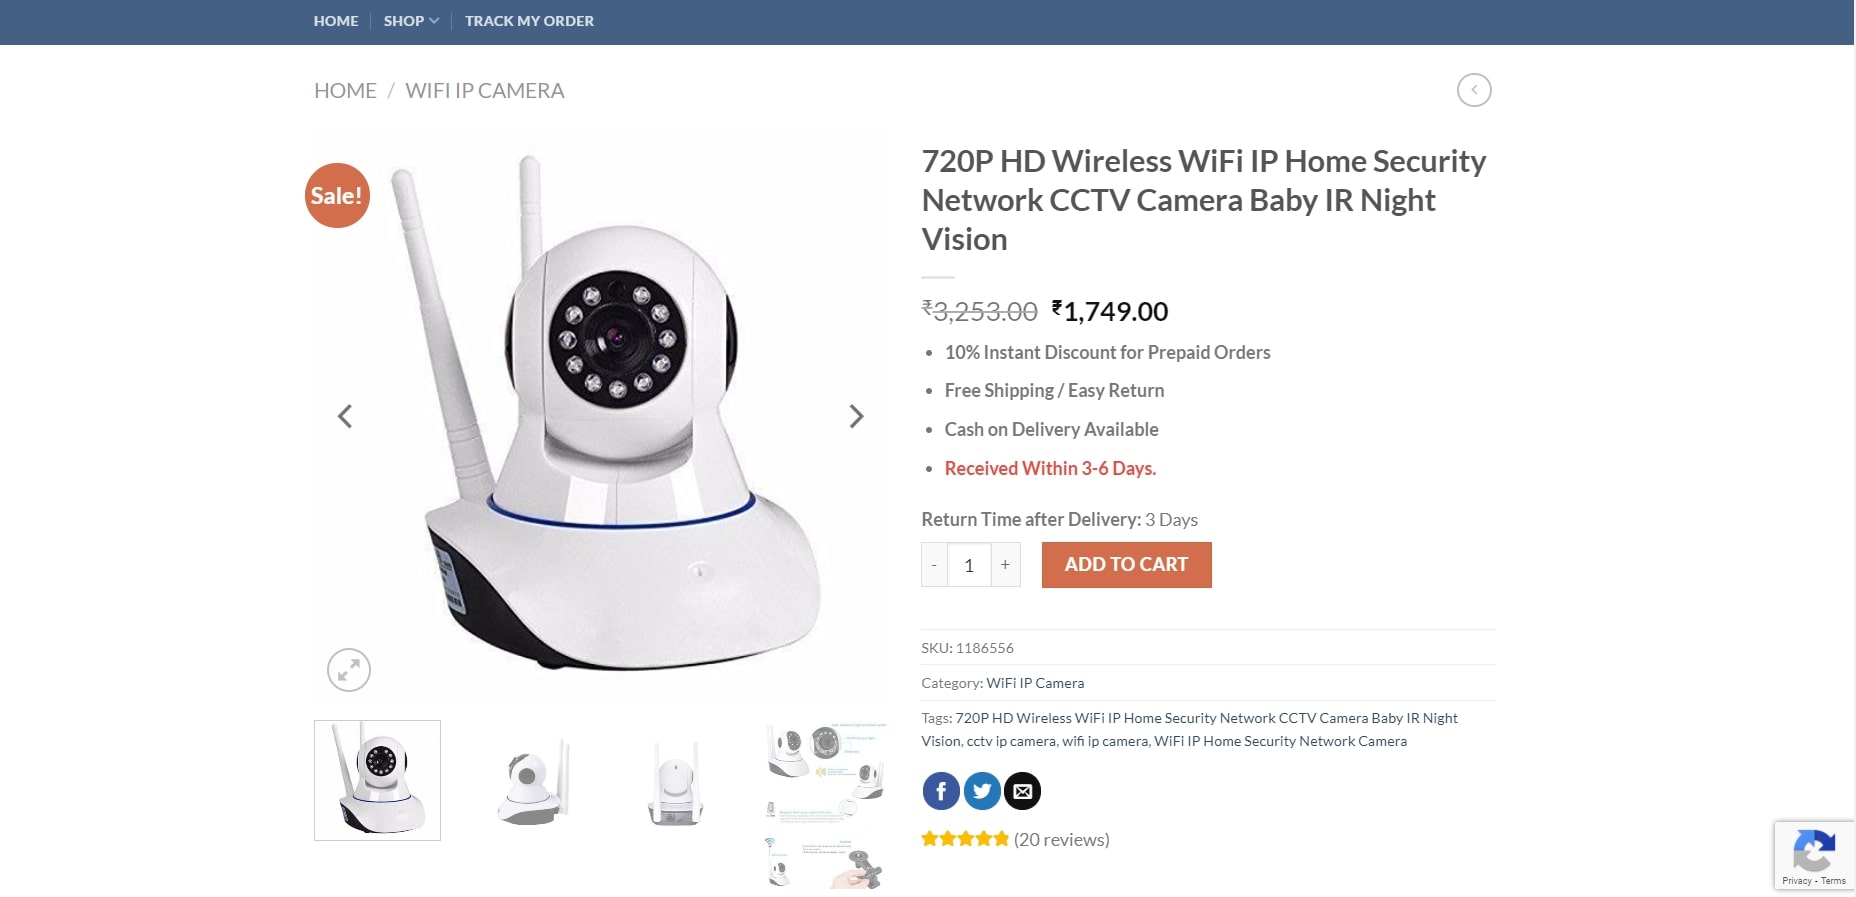 HOME
SHOP
TRACK MY ORDER
HOME / WIFI IP CAMERA
Sale!
720P HD Wireless WiFi IP Home Security
Network CCTV Camera Baby IR Night
Vision
₹3,253.00 ₹1,749.00
10% Instant Discount for Prepaid Orders
Free Shipping / Easy Return
Cash on Delivery Available
Received Within 3-6 Days.
Return Time after Delivery: 3 Days
- 1 +
ADD TO CART
SKU: 1186556
Category: WiFi IP Camera
Tags: 720P HD Wireless WiFi IP Home Security Network CCTV Camera Baby IR Night
Vision, cctv ip camera, wifi ip camera, WiFi IP Home Security Network Camera
(20 reviews)
Privacy - Terms